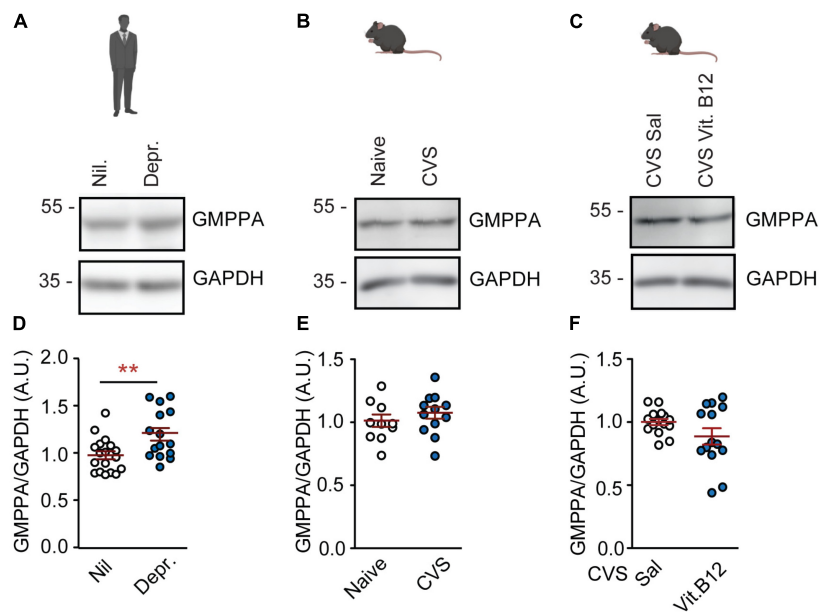 A
B
C
Nil.
Depr.
Naive
CVS
CVS Sal
CVS Vit. B12
55 -
GMPPA
55 -
GMPPA
55 -
GMPPA
35 -
GAPDH
35 -
GAPDH
35 -
GAPDH
D
E
F
GMPPA/GAPDH (A.U.)
2.0
1.5
1.0
0.5
0.0
**
Nil
Depr.
GMPPA/GAPDH (A.U.)
1.5
1.0
0.5
0.0
Naive
CVS
GMPPA/GAPDH (A.U.)
1.5
1.0
0.5
0.0
CVS
Sal
Vit.B12